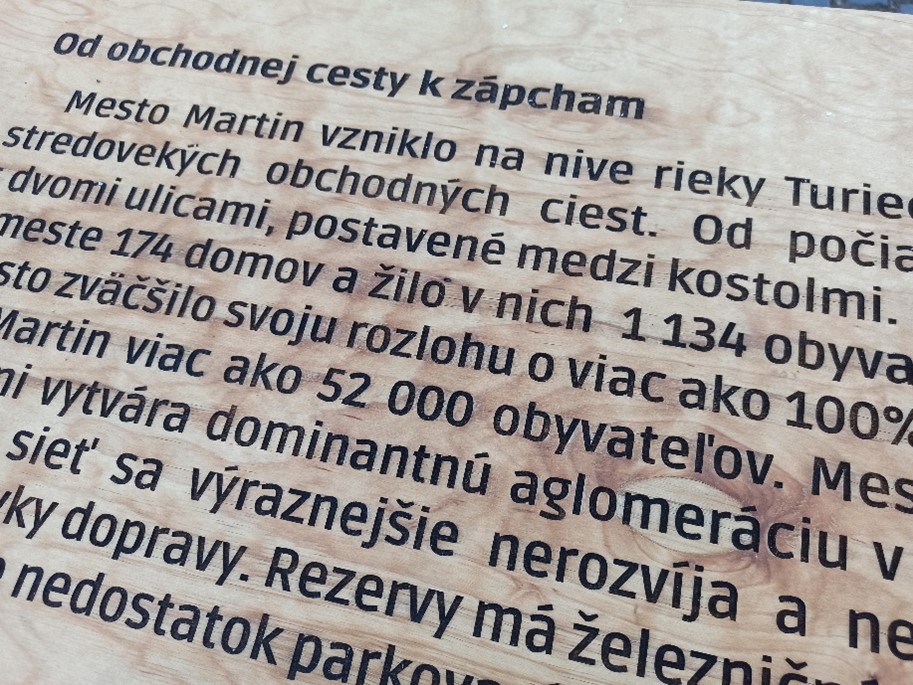 Od obchodnej cesty k zápcham
Mesto Martin vzniklo na nive rieky
stredovekých obchodných ciest. Od
dvomi ulicami, postavené medzi kostolmi.
meste 174 domov a žilo v nich 1 134
zväčšilo svoju rozlohu o viac ako 100%
Martin viac ako 52 000 obyvateľov.
vytvára dominantnú aglomeráciu v
sieť sa výraznejšie nerozvíja a
dopravy. Rezervy má
nedostatok